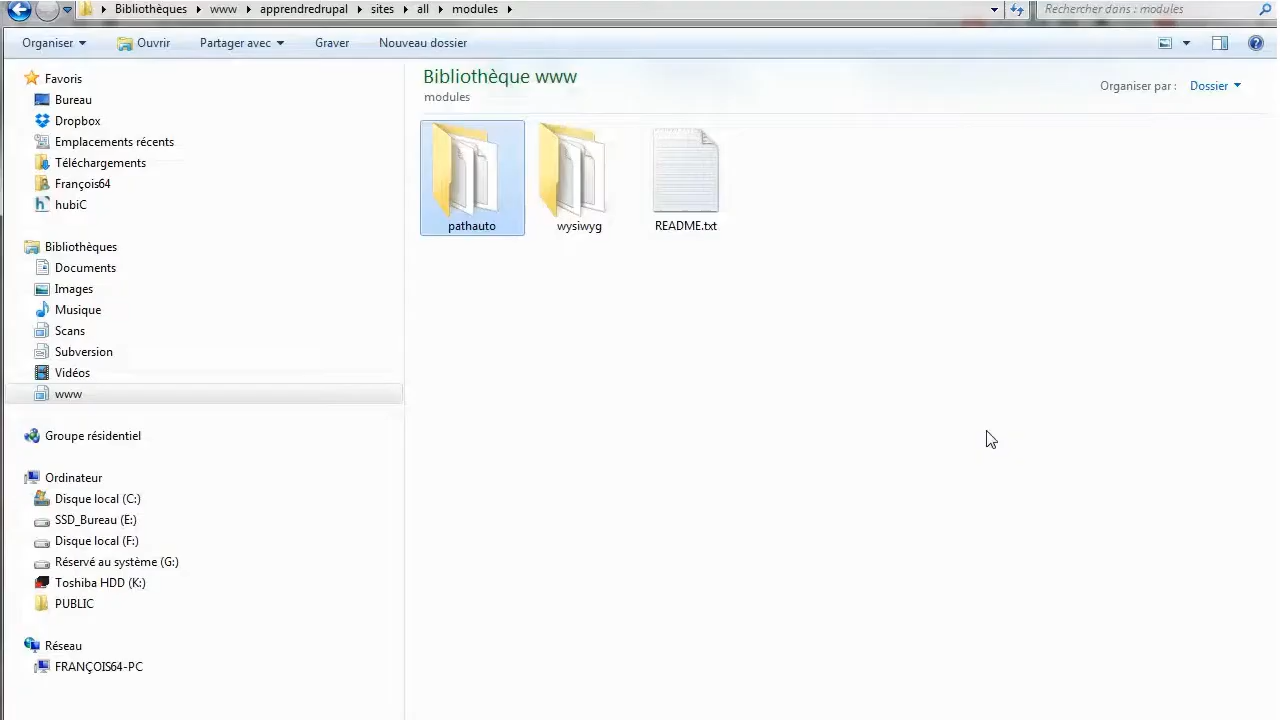 Bibliothèques www apprendredrupal sites all modules
Rechercher dans : modules
Organiser Ouvrir Partager avec Graver Nouveau dossier
Favoris
Bureau
Dropbox
Emplacements récents
Téléchargements
François64
hubiC
Bibliothèques
Documents
Images
Musique
Scans
Subversion
Vidéos
www
Groupe résidentiel
Ordinateur
Disque local (C:)
SSD_Bureau (E:)
Disque local (F:)
Réservé au système (G:)
Toshiba HDD (K:)
PUBLIC
Réseau
FRANÇOIS64-PC
Bibliothèque www
modules
Organiser par : Dossier
pathauto
wysiwyg
README.txt